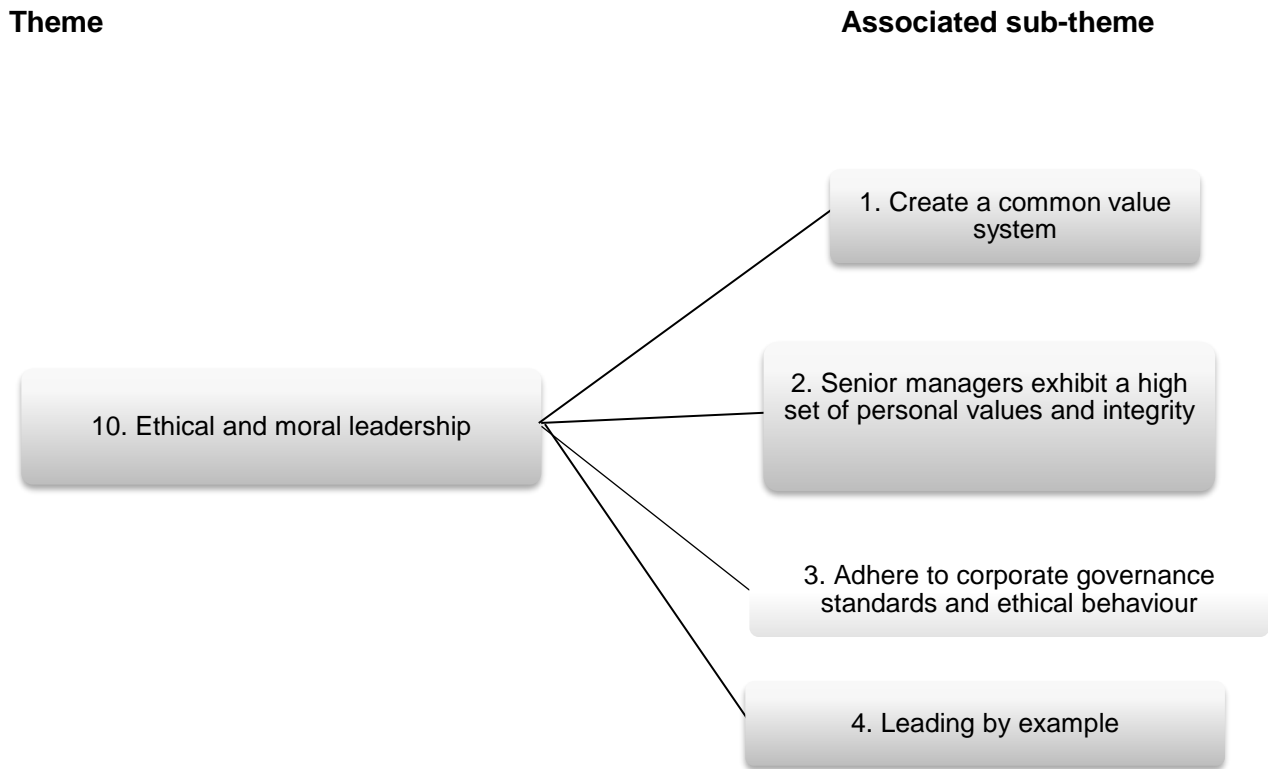 Theme
Associated sub-theme
1. Create a common value
system
2. Senior managers exhibit a high
set of personal values and integrity
10. Ethical and moral leadership
3. Adhere to corporate governance
standards and ethical behaviour
4. Leading by example